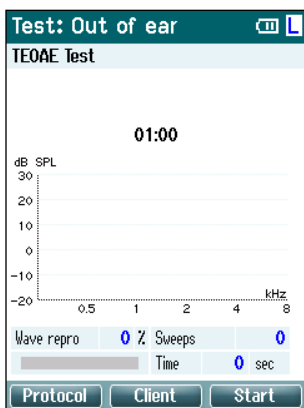 Test: Out of ear L
TEOAE Test
01:00
dB SPL
30
20
10
0
-10
-20
kHz
0.5 1 2 4 8
Wave repro 0 % Sweeps 0
Time 0 sec
Protocol Client Start